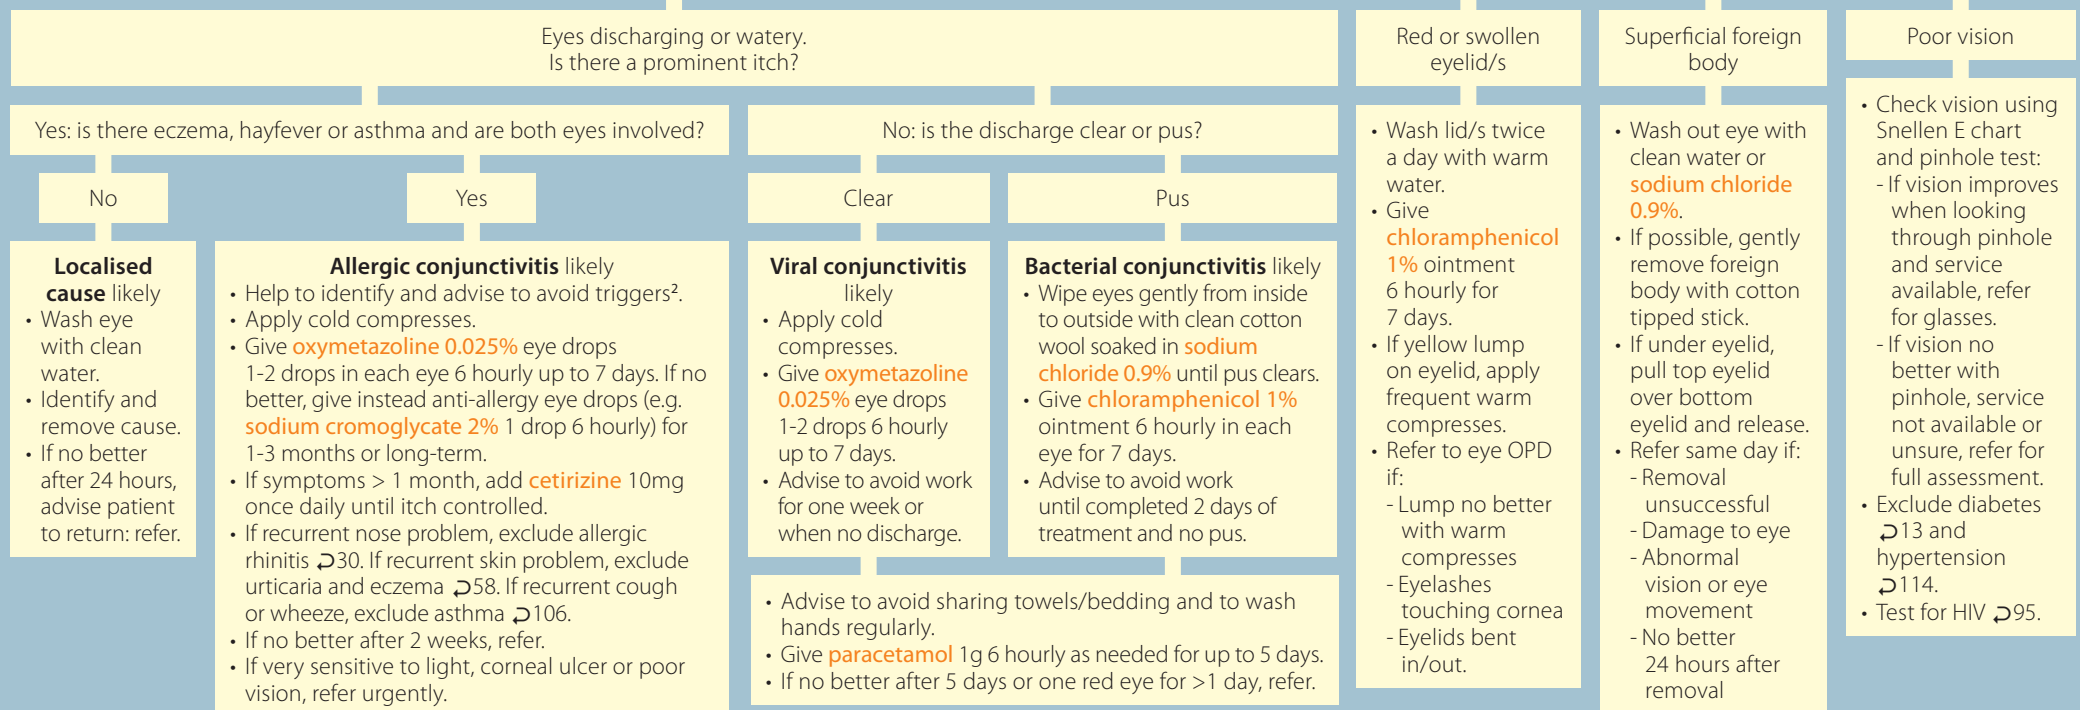 Eyes discharging or watery.
Is there a prominent itch?
Yes: is there eczema, hayfever or asthma and are both eyes involved?
No
Localised
cause likely
• Wash eye
with clean
water.
• Identify and
remove cause.
• If no better
after 24 hours,
advise patient
to return: refer.
Yes
Allergic conjunctivitis likely
• Help to identify and advise to avoid triggers².
• Apply cold compresses.
• Give oxymetazoline 0.025% eye drops
1-2 drops in each eye 6 hourly up to 7 days. If no
better, give instead anti-allergy eye drops (e.g.
sodium cromoglycate 2% 1 drop 6 hourly) for
1-3 months or long-term.
• If symptoms > 1 month, add cetirizine 10mg
once daily until itch controlled.
• If recurrent nose problem, exclude allergic
rhinitis ⮌30. If recurrent skin problem, exclude
urticaria and eczema ⮌58. If recurrent cough
or wheeze, exclude asthma ⮌106.
• If no better after 2 weeks, refer.
• If very sensitive to light, corneal ulcer or poor
vision, refer urgently.
No: is the discharge clear or pus?
Clear
Viral conjunctivitis
likely
• Apply cold
compresses.
• Give oxymetazoline
0.025% eye drops
1-2 drops 6 hourly
up to 7 days.
• Advise to avoid work
for one week or
when no discharge.
Pus
Bacterial conjunctivitis likely
• Wipe eyes gently from inside
to outside with clean cotton
wool soaked in sodium
chloride 0.9% until pus clears.
• Give chloramphenicol 1%
ointment 6 hourly in each
eye for 7 days.
• Advise to avoid work
until completed 2 days of
treatment and no pus.
• Advise to avoid sharing towels/bedding and to wash
hands regularly.
• Give paracetamol 1g 6 hourly as needed for up to 5 days.
• If no better after 5 days or one red eye for >1 day, refer.
Red or swollen
eyelid/s
• Wash lid/s twice
a day with warm
water.
• Give
chloramphenicol
1% ointment
6 hourly for
7 days.
• If yellow lump
on eyelid, apply
frequent warm
compresses.
• Refer to eye OPD
if:
- Lump no better
with warm
compresses
- Eyelashes
touching cornea
- Eyelids bent
in/out.
Superficial foreign
body
• Wash out eye with
clean water or
sodium chloride
0.9%.
• If possible, gently
remove foreign
body with cotton
tipped stick.
• If under eyelid,
pull top eyelid
over bottom
eyelid and release.
• Refer same day if:
- Removal
unsuccessful
- Damage to eye
- Abnormal
vision or eye
movement
- No better
24 hours after
removal
Poor vision
• Check vision using
Snellen E chart
and pinhole test:
- If vision improves
when looking
through pinhole
and service
available, refer
for glasses.
- If vision no
better with
pinhole, service
not available or
unsure, refer for
full assessment.
• Exclude diabetes
⮌13 and
hypertension
⮌114.
• Test for HIV ⮌95.